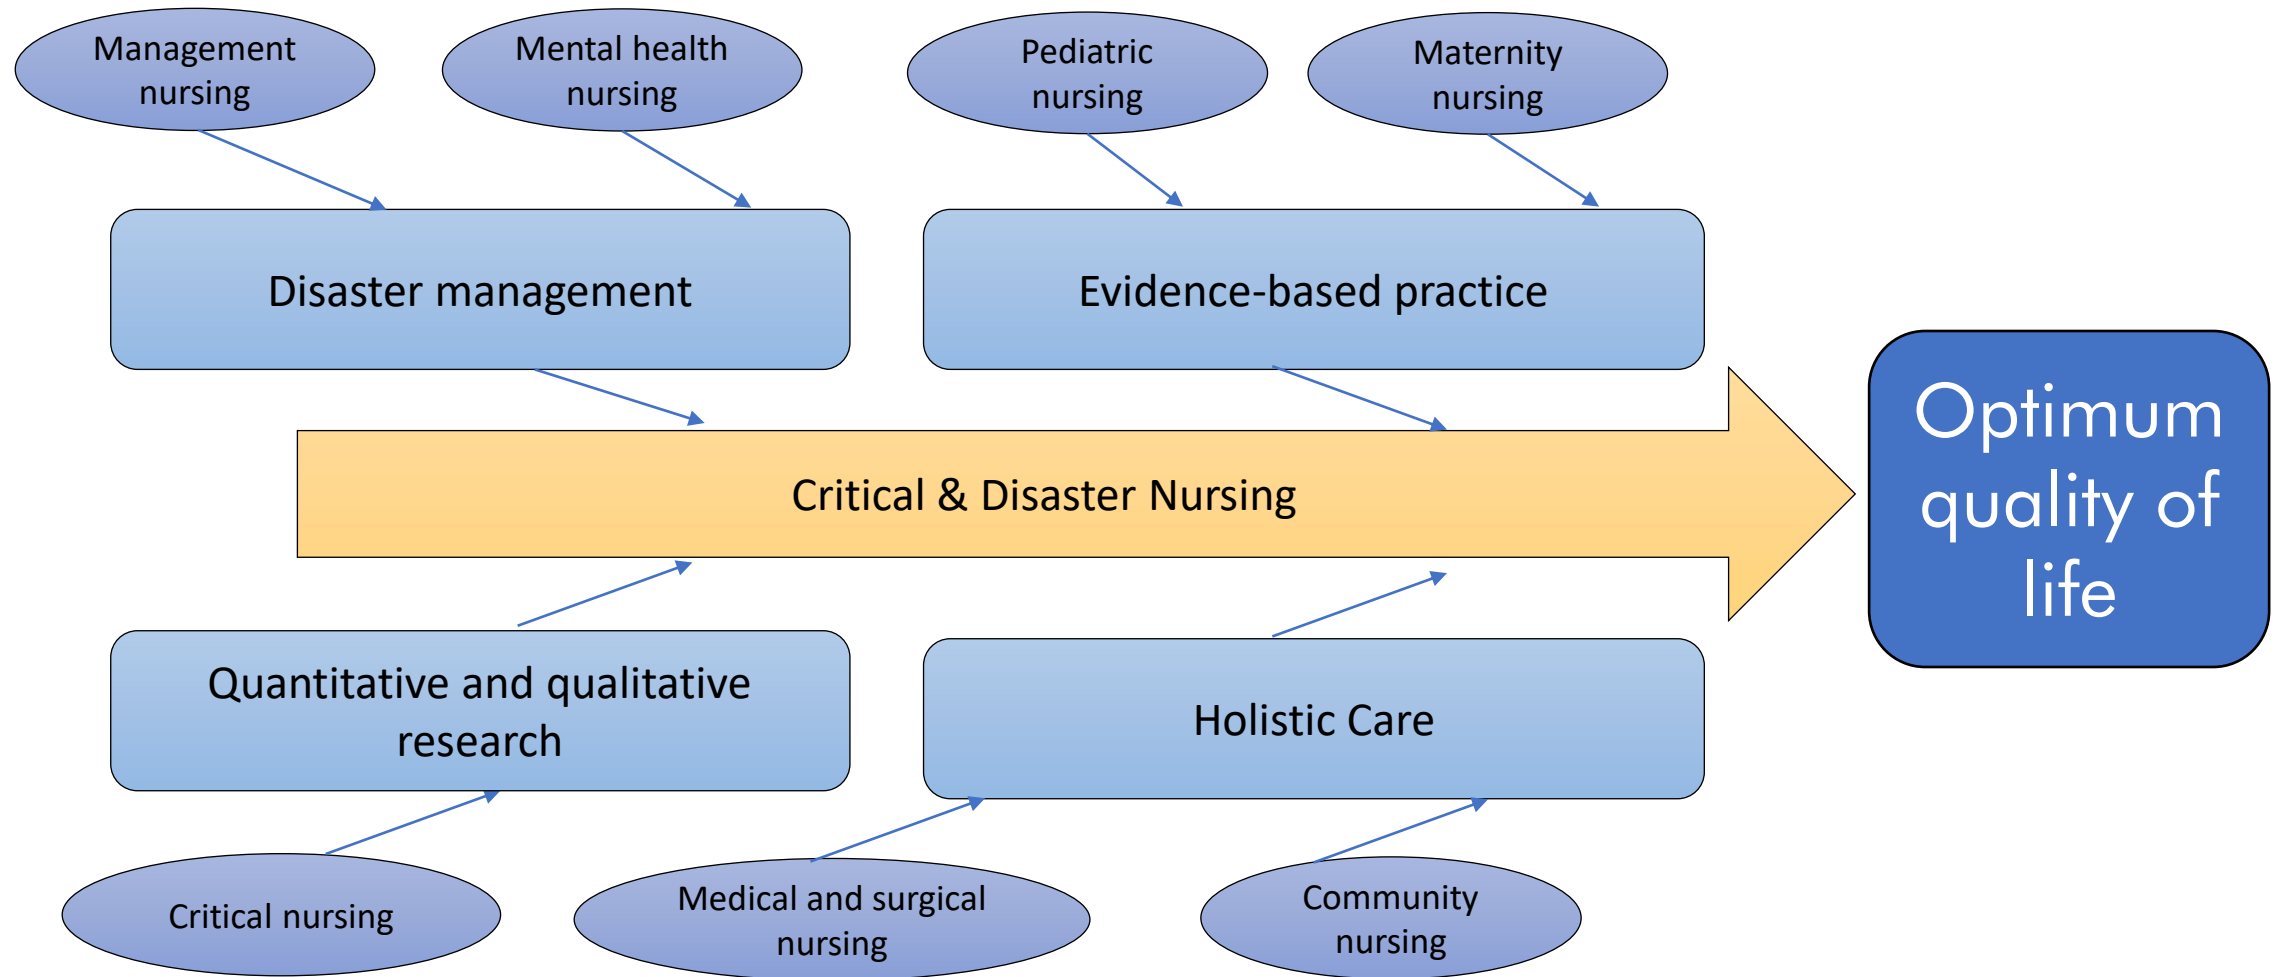 Management
nursing
Mental health
nursing
Pediatric
nursing
Maternity
nursing
Disaster management
Evidence-based practice
Critical & Disaster Nursing
Optimum
quality of
life
Quantitative and qualitative
research
Holistic Care
Critical nursing
Medical and surgical
nursing
Community
nursing